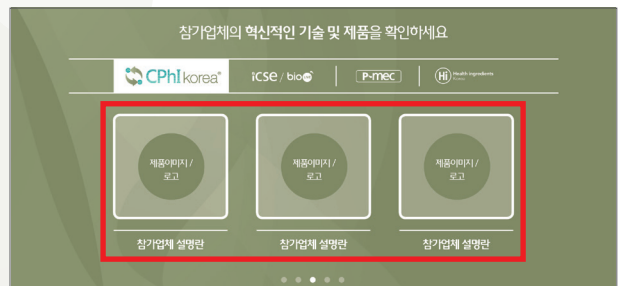 참가업체의 혁신적인 기술 및 제품을 확인하세요
CPhI korea iCSE / bio P-mec Hi Health ingredients Korea
제품이미지 / 제품이미지 / 제품이미지 /
로고 로고 로고
참가업체 설명란 참가업체 설명란 참가업체 설명란